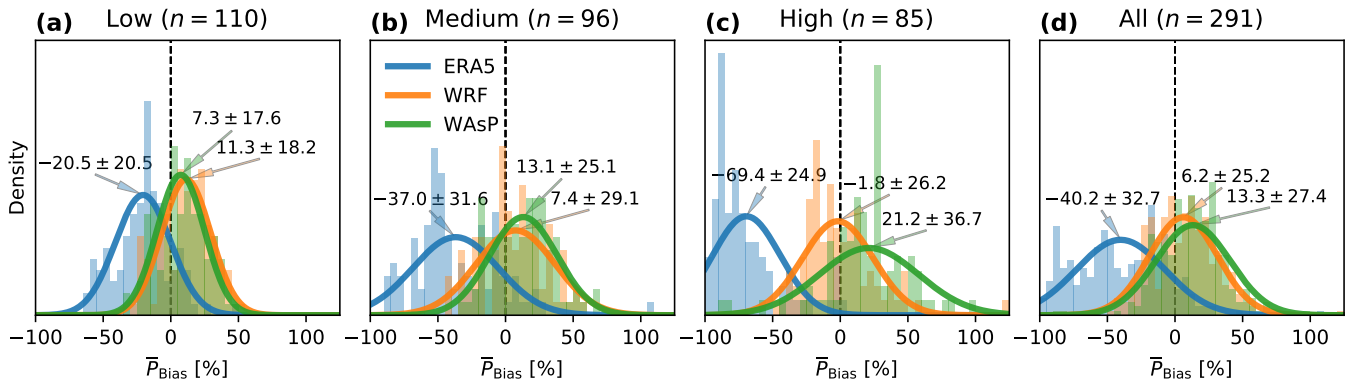 (a) Low (n = 110)
(b) Medium (n = 96)
(c) High (n = 85)
(d) All (n = 291)
Density
−20.5 ± 20.5
7.3 ± 17.6
11.3 ± 18.2
−100 −50 0 50 100
P̅Bias [%]
ERA5
WRF
WAsP
−37.0 ± 31.6
13.1 ± 25.1
7.4 ± 29.1
−100 −50 0 50 100
P̅Bias [%]
−69.4 ± 24.9
−1.8 ± 26.2
21.2 ± 36.7
−100 −50 0 50 100
P̅Bias [%]
−40.2 ± 32.7
6.2 ± 25.2
13.3 ± 27.4
−100 −50 0 50 100
P̅Bias [%]